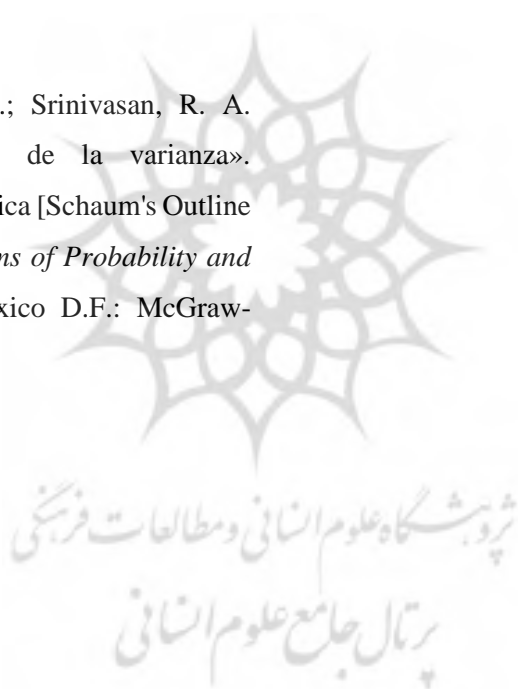 .; Srinivasan, R. A.
de la varianza».
ica [Schaum's Outline
ns of Probability and
xico D.F.: McGraw-
پژوهشگاه علوم انسانی و مطالعات فرهنگی
پرتال جامع علوم انسانی